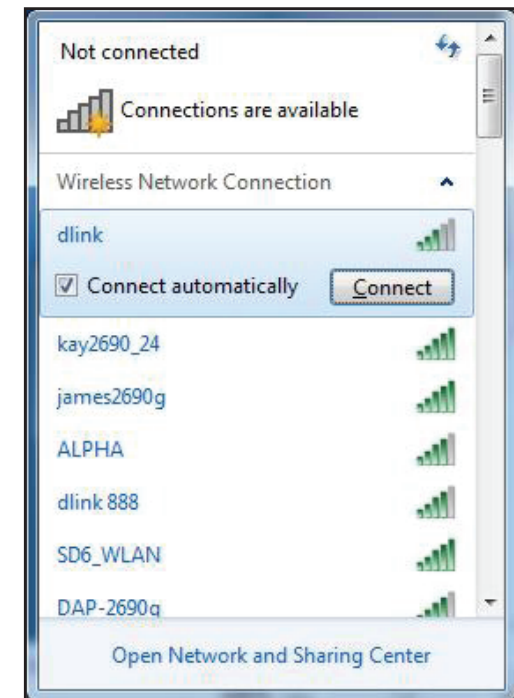 Not connected
Connections are available
Wireless Network Connection
dlink
Connect automatically Connect
kay2690_24
james2690g
ALPHA
dlink 888
SD6_WLAN
DAP-2690g
Open Network and Sharing Center